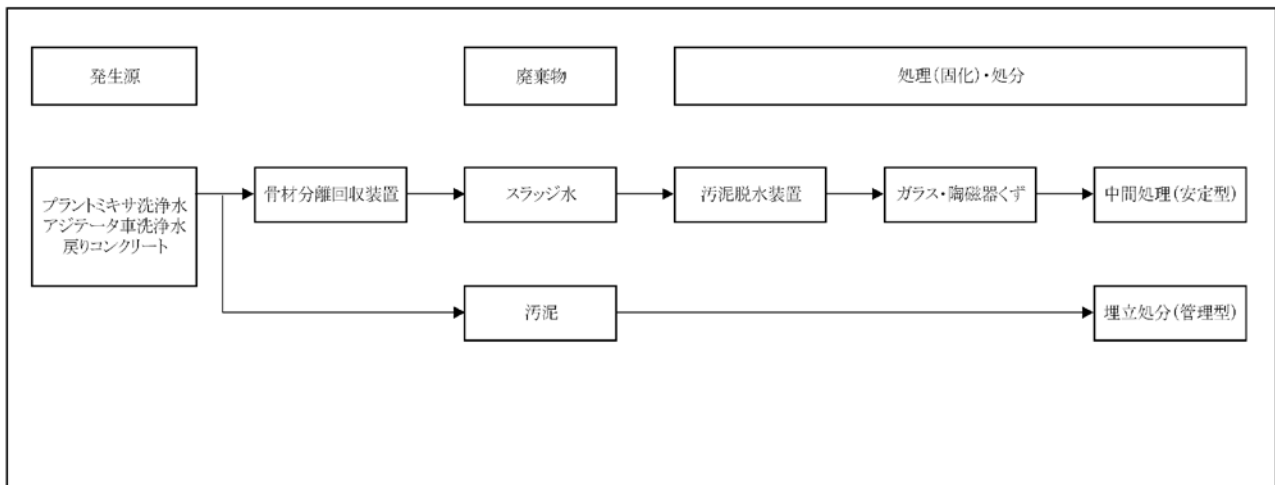 発生源
廃棄物
処理(固化)・処分
プラントミキサ洗浄水
アジテータ車洗浄水
戻りコンクリート
骨材分離回収装置
スラッジ水
汚泥脱水装置
ガラス・陶磁器くず
中間処理(安定型)
汚泥
埋立処分(管理型)